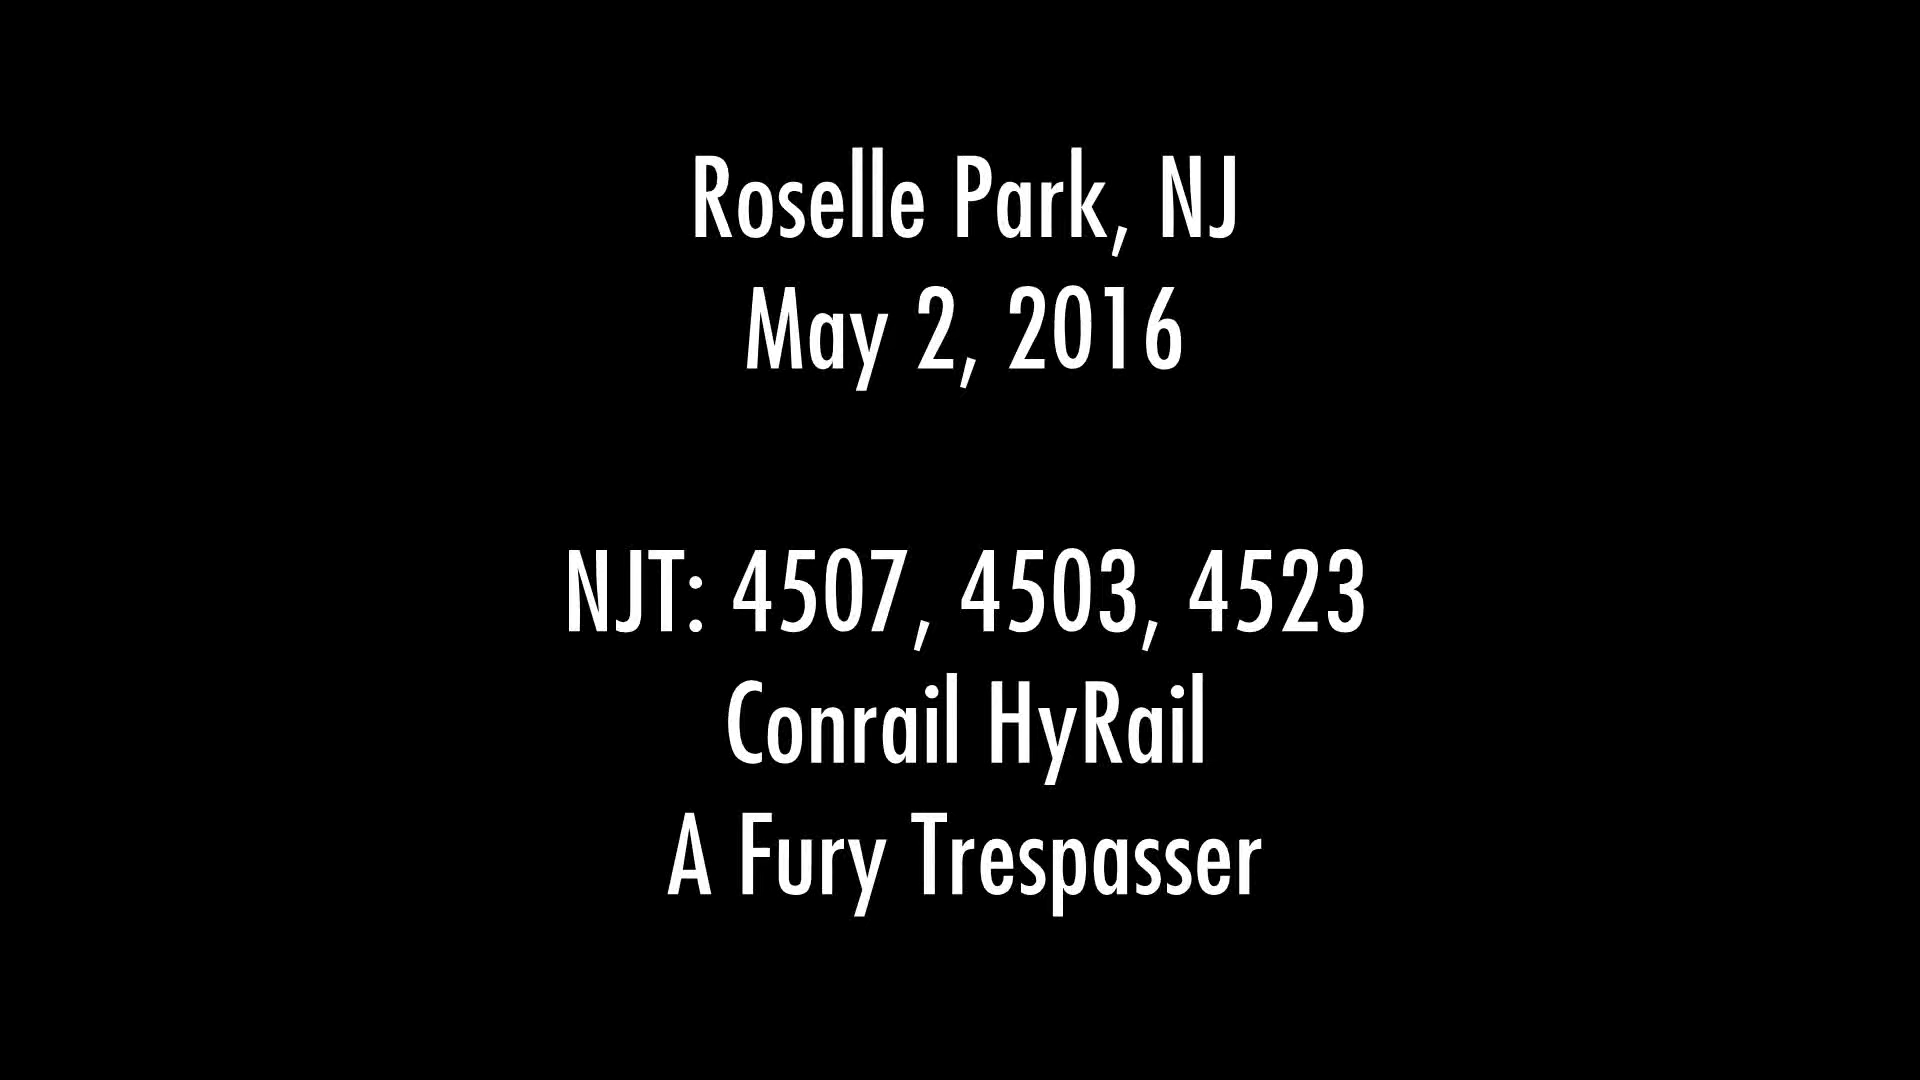 Roselle Park, NJ
May 2, 2016
NJT: 4507, 4503, 4523
Conrail HyRail
A Fury Trespasser